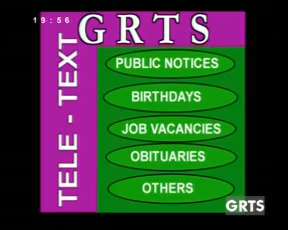 19:56
GRTS
TELE - TEXT
PUBLIC NOTICES
BIRTHDAYS
JOB VACANCIES
OBITUARIES
OTHERS
GRTS